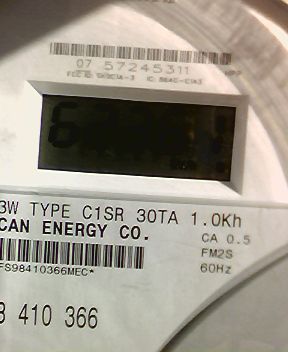 07 57245311
3W TYPE C1SR 30TA 1.0Kh
CAN ENERGY CO.
CA 0.5
FM2S
60Hz
FS98410366MEC*
8 410 366